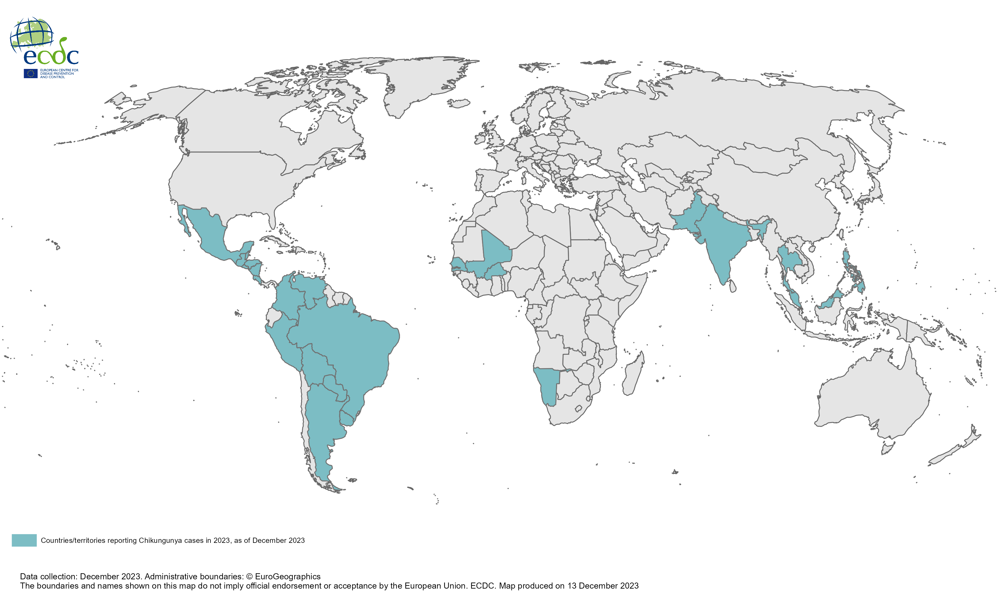 ecdc
EUROPEAN CENTRE FOR
DISEASE PREVENTION
AND CONTROL
Countries/territories reporting Chikungunya cases in 2023, as of December 2023
Data collection: December 2023. Administrative boundaries: © EuroGeographics
The boundaries and names shown on this map do not imply official endorsement or acceptance by the European Union. ECDC. Map produced on 13 December 2023